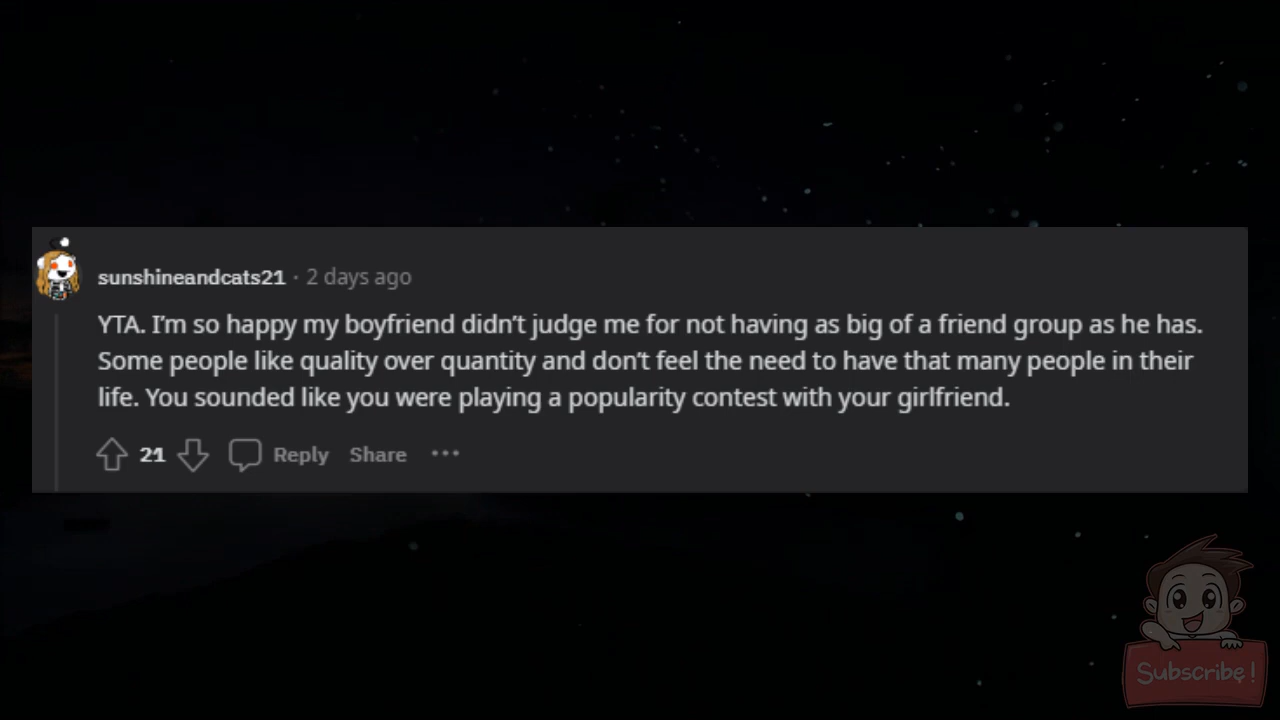 sunshineandcats21 · 2 days ago
YTA. I'm so happy my boyfriend didn't judge me for not having as big of a friend group as he has.
Some people like quality over quantity and don't feel the need to have that many people in their
life. You sounded like you were playing a popularity contest with your girlfriend.
21 Reply Share ···
Subscribe!